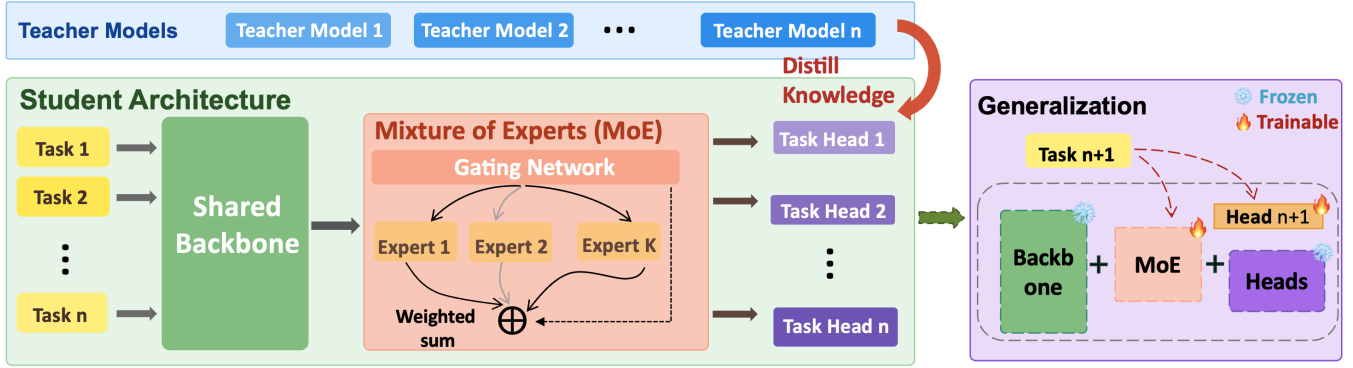 Teacher Models
Teacher Model 1
Teacher Model 2
•••
Teacher Model n
Distill
Knowledge
Student Architecture
Task 1
Task 2
Task n
Shared
Backbone
Mixture of Experts (MoE)
Gating Network
Expert 1
Expert 2
Expert K
Weighted
sum
Task Head 1
Task Head 2
Task Head n
Generalization
Frozen
Trainable
Task n+1
Head n+1
Backb
one
+
MoE
+
Heads